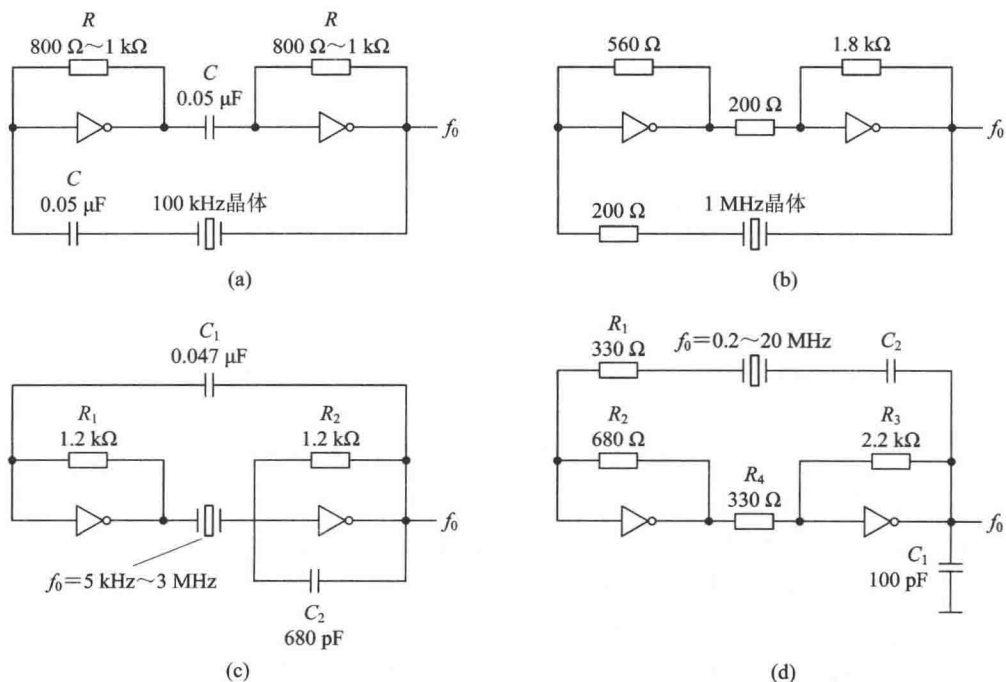 R
800 Ω～1 kΩ
C
0.05 μF
R
800 Ω～1 kΩ
f₀
C
0.05 μF
100 kHz晶体
(a)
560 Ω
1.8 kΩ
200 Ω
f₀
200 Ω
1 MHz晶体
(b)
C₁
0.047 μF
R₁
1.2 kΩ
R₂
1.2 kΩ
f₀
f₀=5 kHz～3 MHz
C₂
680 pF
(c)
R₁
330 Ω
f₀=0.2～20 MHz
C₂
R₂
680 Ω
R₃
2.2 kΩ
R₄
330 Ω
f₀
C₁
100 pF
(d)